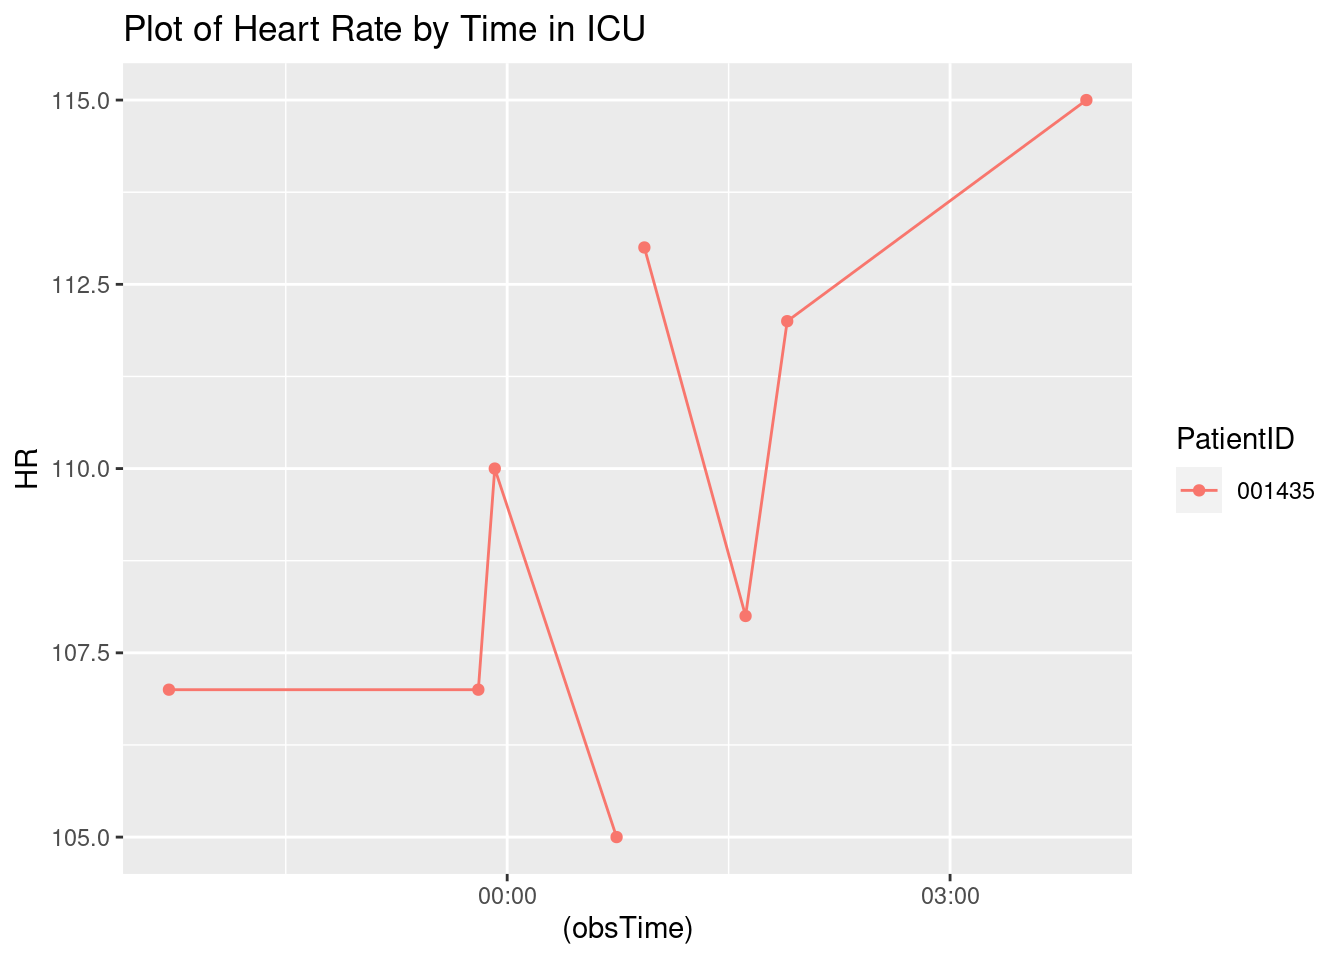 Plot of Heart Rate by Time in ICU
115.0
112.5
110.0
107.5
105.0
HR
00:00
03:00
(obsTime)
PatientID
001435